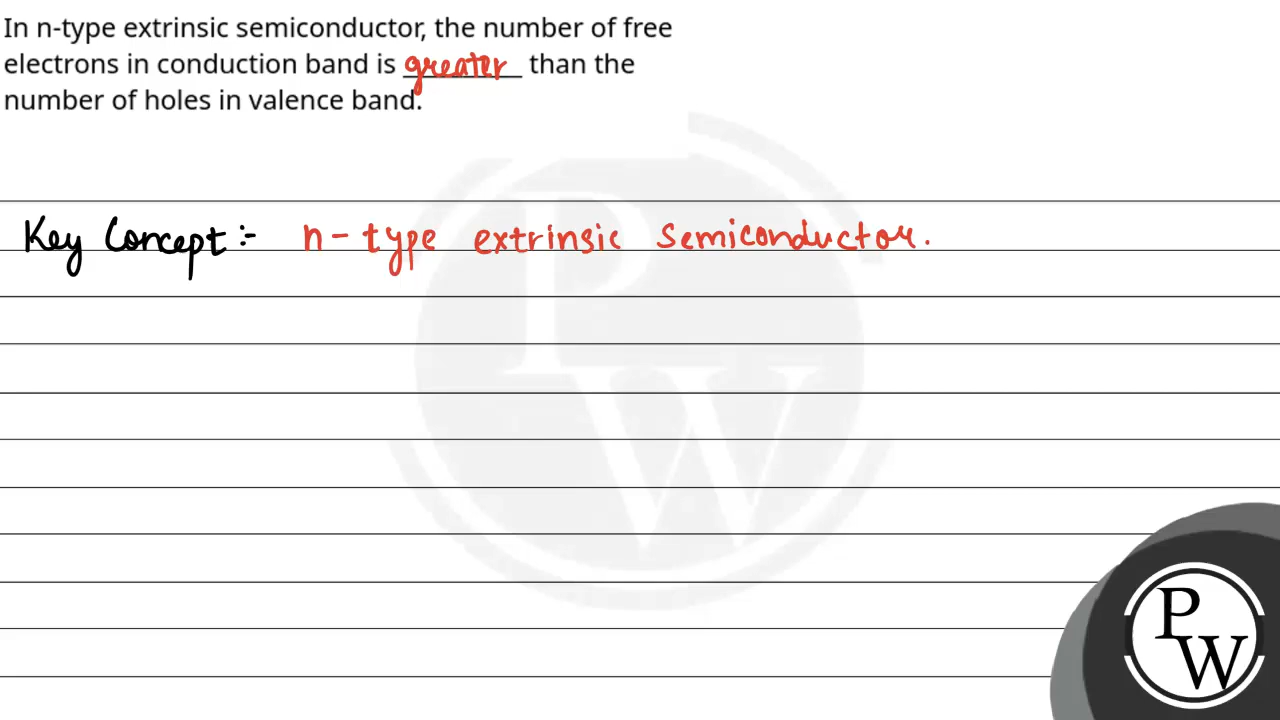 In n-type extrinsic semiconductor, the number of free
electrons in conduction band is greater than the
number of holes in valence band.
Key Concept :- n-type extrinsic semiconductor.
P
W
P
W